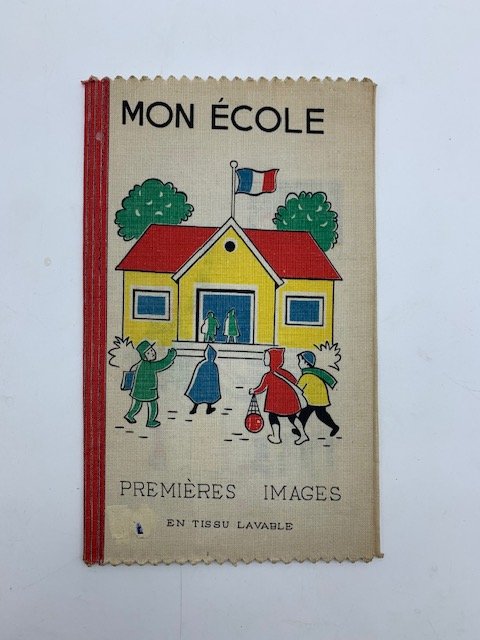 MON ÉCOLE
PREMIÈRES IMAGES
EN TISSU LAVABLE